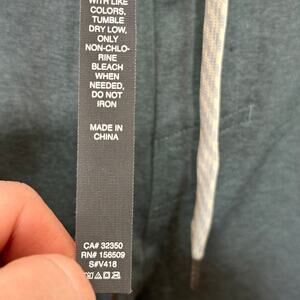 WITH LIKE
COLORS,
TUMBLE
DRY LOW,
ONLY
NON-CHLO-
RINE
BLEACH
WHEN
NEEDED,
DO NOT
IRON
MADE IN
CHINA
CA# 32350
RN# 156509
S#V418